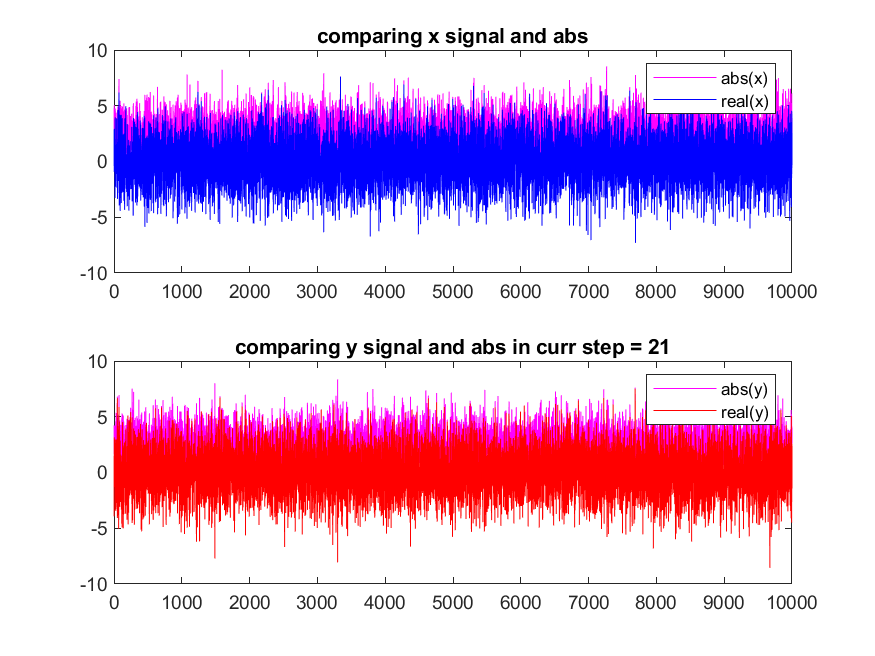 comparing x signal and abs
10
5
0
-5
-10
abs(x)
real(x)
0 1000 2000 3000 4000 5000 6000 7000 8000 9000 10000
comparing y signal and abs in curr step = 21
10
5
0
-5
-10
abs(y)
real(y)
0 1000 2000 3000 4000 5000 6000 7000 8000 9000 10000